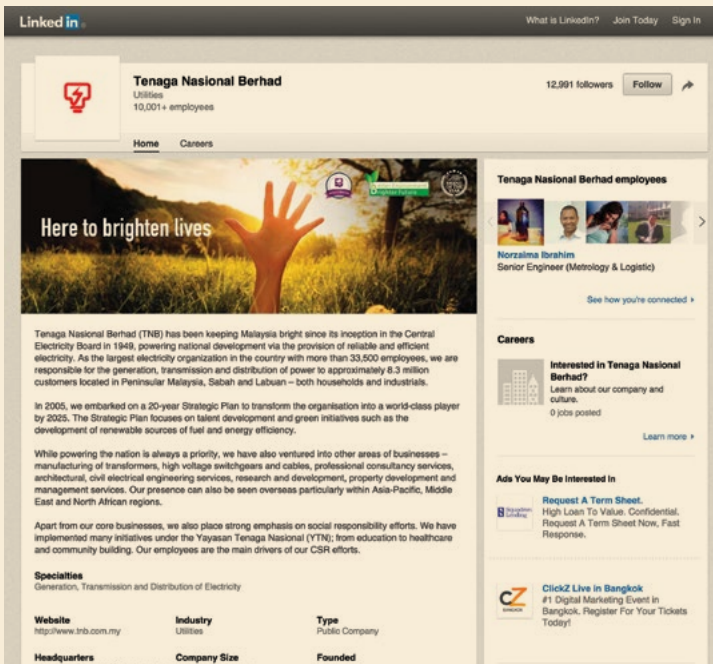 Linked in
What is LinkedIn? Join Today Sign In
Tenaga Nasional Berhad
Utilities
10,001+ employees
12,991 followers
Follow
Home Careers
Here to brighten lives
Brighter Future
Tenaga Nasional Berhad (TNB) has been keeping Malaysia bright since its inception in the Central
Electricity Board in 1949, powering national development via the provision of reliable and efficient
electricity. As the largest electricity organization in the country with more than 33,500 employees, we are
responsible for the generation, transmission and distribution of power to approximately 8.3 million
customers located in Peninsular Malaysia, Sabah and Labuan – both households and industrials.
In 2005, we embarked on a 20-year Strategic Plan to transform the organisation into a world-class player
by 2025. The Strategic Plan focuses on talent development and green initiatives such as the
development of renewable sources of fuel and energy efficiency.
While powering the nation is always a priority, we have also ventured into other areas of businesses –
manufacturing of transformers, high voltage switchgears and cables, professional consultancy services,
architectural, civil electrical engineering services, research and development, property development and
management services. Our presence can also be seen overseas particularly within Asia-Pacific, Middle
East and North African regions.
Apart from our core businesses, we also place strong emphasis on social responsibility efforts. We have
implemented many initiatives under the Yayasan Tenaga Nasional (YTN); from education to healthcare
and community building. Our employees are the main drivers of our CSR efforts.
Specialties
Generation, Transmission and Distribution of Electricity
Website Industry Type
http://www.tnb.com.my Utilities Public Company
Headquarters Company Size Founded
Tenaga Nasional Berhad employees
Norzaima Ibrahim
Senior Engineer (Metrology & Logistic)
See how you're connected
Careers
Interested in Tenaga Nasional
Berhad?
Learn about our company and
culture.
0 jobs posted
Learn more
Ads You May Be Interested In
Request A Term Sheet.
High Loan To Value. Confidential.
Request A Term Sheet Now, Fast
Response.
CZ
BANGKOK
ClickZ Live in Bangkok
#1 Digital Marketing Event in
Bangkok. Register For Your Tickets
Today!